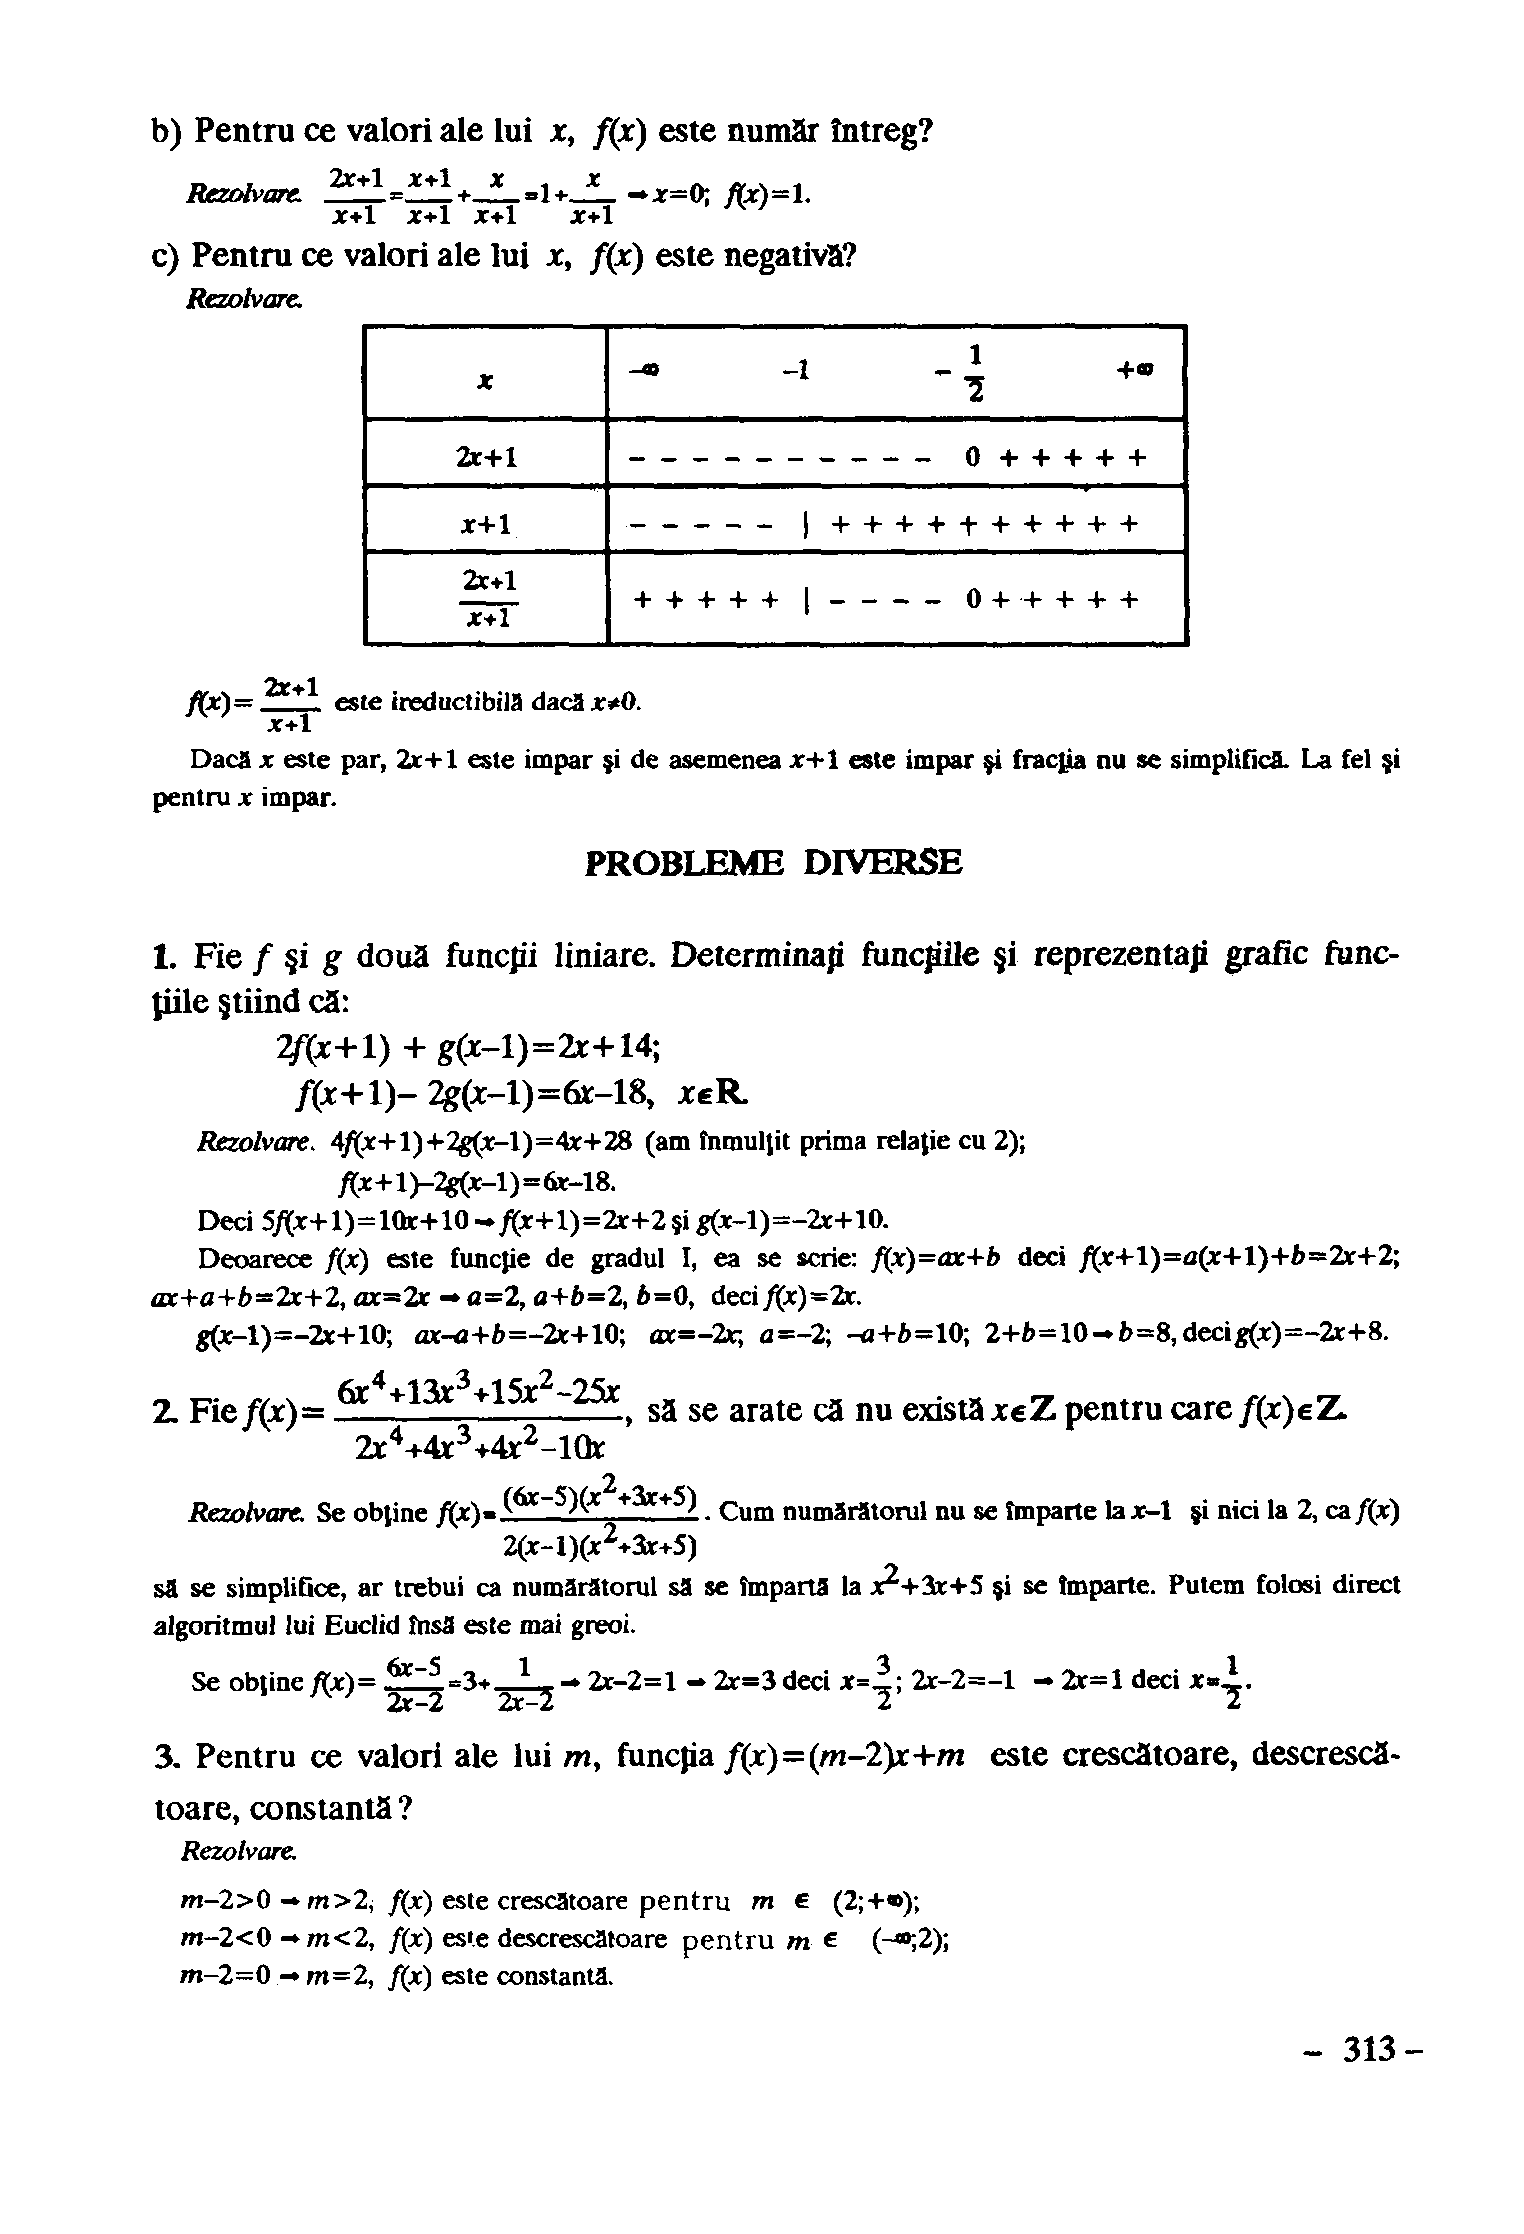 b) Pentru ce valori ale lui x, f(x) este număr întreg?
Rezolvare. (2x+1)/(x+1) = (x+1)/(x+1) + x/(x+1) = 1 + x/(x+1) → x=0; f(x)=1.
c) Pentru ce valori ale lui x, f(x) este negativă?
Rezolvare.
x −∞ −1 −1/2 +∞
2x+1 − − − − − − − − − − 0 + + + + +
x+1 − − − − − | + + + + + + + + + +
(2x+1)/(x+1) + + + + + | − − − − 0 + + + + +
f(x)= (2x+1)/(x+1) este ireductibilă dacă x≠0.
Dacă x este par, 2x+1 este impar şi de asemenea x+1 este impar şi fracţia nu se simplifică. La fel şi
pentru x impar.
PROBLEME DIVERSE
1. Fie f şi g două funcţii liniare. Determinaţi funcţiile şi reprezentaţi grafic func-
ţiile ştiind că:
2f(x+1) + g(x−1)=2x+14;
f(x+1)− 2g(x−1)=6x−18, x∈R.
Rezolvare. 4f(x+1)+2g(x−1)=4x+28 (am înmulţit prima relaţie cu 2);
f(x+1)−2g(x−1)=6x−18.
Deci 5f(x+1)=10x+10 → f(x+1)=2x+2 şi g(x−1)=−2x+10.
Deoarece f(x) este funcţie de gradul I, ea se scrie: f(x)=ax+b deci f(x+1)=a(x+1)+b=2x+2;
ax+a+b=2x+2, ax=2x → a=2, a+b=2, b=0, deci f(x)=2x.
g(x−1)=−2x+10; ax−a+b=−2x+10; ax=−2x; a=−2; −a+b=10; 2+b=10 → b=8, deci g(x)=−2x+8.
2. Fie f(x)= (6x⁴+13x³+15x²−25x)/(2x⁴+4x³+4x²−10x), să se arate că nu există x∈Z pentru care f(x)∈Z.
Rezolvare. Se obţine f(x)= (6x−5)(x²+3x+5)/(2(x−1)(x²+3x+5)). Cum numărătorul nu se împarte la x−1 şi nici la 2, ca f(x)
să se simplifice, ar trebui ca numărătorul să se împartă la x²+3x+5 şi se împarte. Putem folosi direct
algoritmul lui Euclid însă este mai greoi.
Se obţine f(x)= (6x−5)/(2x−2) =3+ 1/(2x−2) → 2x−2=1 → 2x=3 deci x=3/2; 2x−2=−1 → 2x=1 deci x=1/2.
3. Pentru ce valori ale lui m, funcţia f(x)=(m−2)x+m este crescătoare, descrescă-
toare, constantă?
Rezolvare.
m−2>0 → m>2, f(x) este crescătoare pentru m ∈ (2;+∞);
m−2<0 → m<2, f(x) este descrescătoare pentru m ∈ (−∞;2);
m−2=0 → m=2, f(x) este constantă.
− 313 −